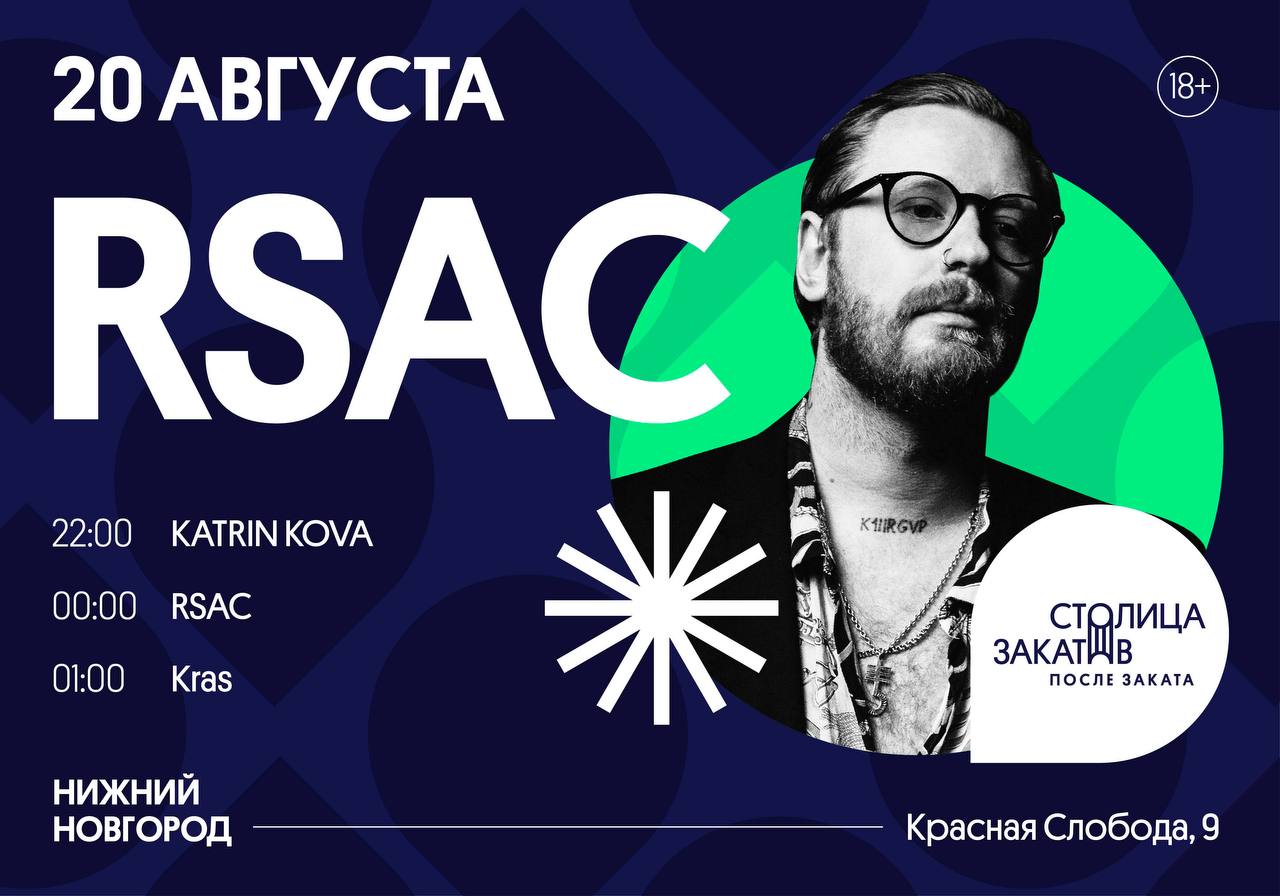 20 АВГУСТА
18+
RSAC
22:00 KATRIN KOVA
00:00 RSAC
01:00 Kras
СТОЛИЦА
ЗАКАТОВ
ПОСЛЕ ЗАКАТА
НИЖНИЙ
НОВГОРОД
Красная Слобода, 9